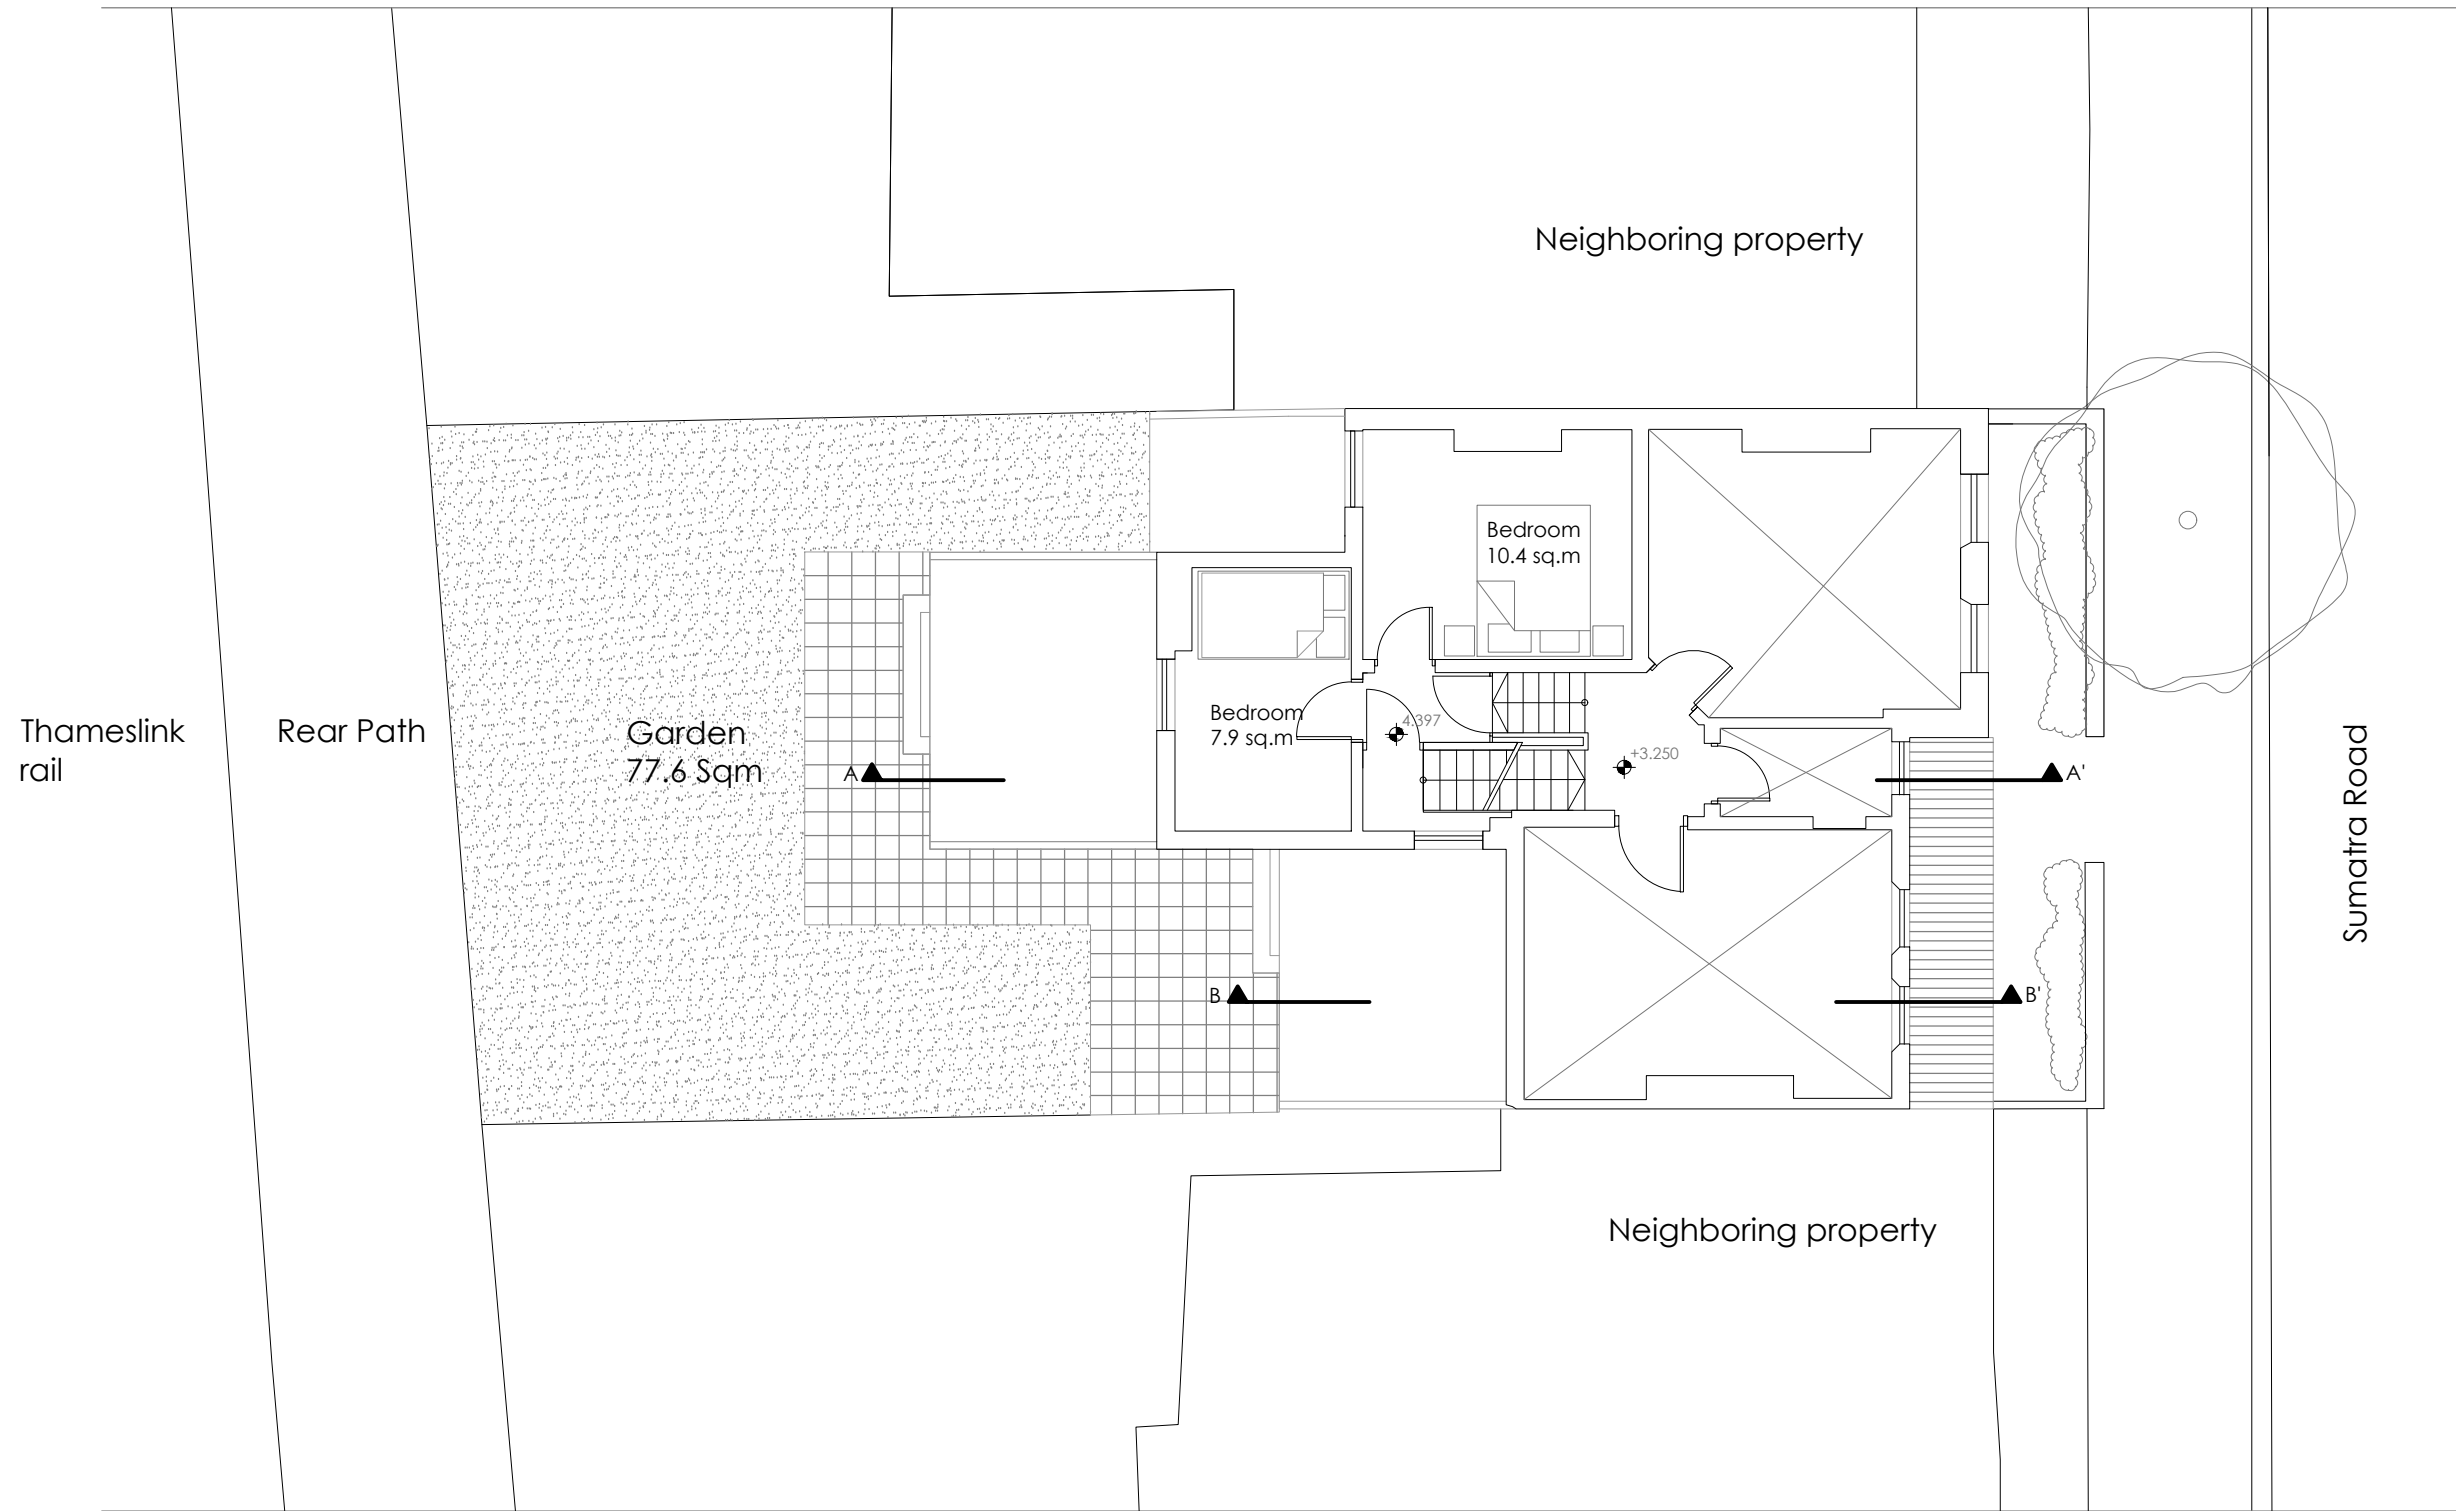 Neighboring property
Bedroom
10.4 sq.m
Bedroom
7.9 sq.m
4.397
+3.250
Thameslink
rail
Rear Path
Garden
77.6 Sqm
A
A'
B
B'
Sumatra Road
Neighboring property